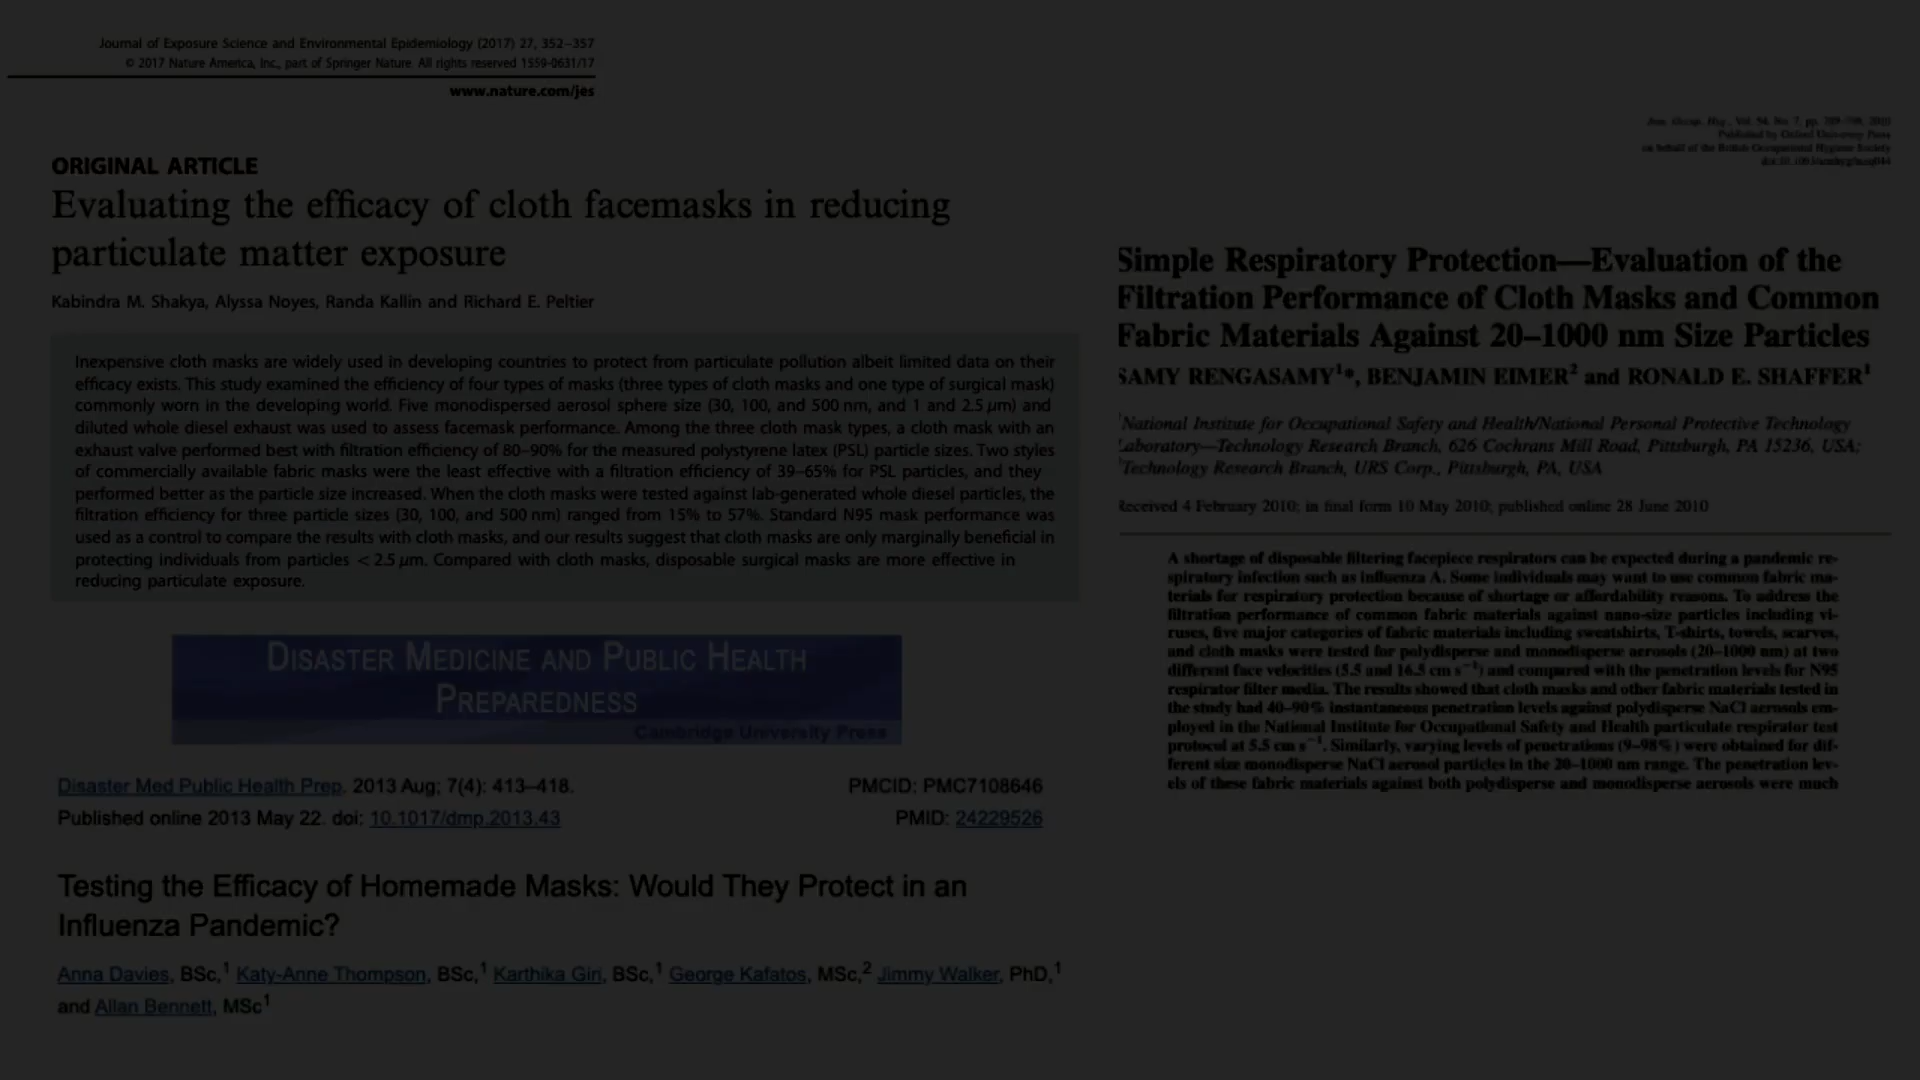 Journal of Exposure Science and Environmental Epidemiology (2017) 27, 352–357
© 2017 Nature America, Inc., part of Springer Nature. All rights reserved 1559-0631/17
www.nature.com/jes
ORIGINAL ARTICLE
Evaluating the efficacy of cloth facemasks in reducing
particulate matter exposure
Kabindra M. Shakya, Alyssa Noyes, Randa Kallin and Richard E. Peltier
Inexpensive cloth masks are widely used in developing countries to protect from particulate pollution albeit limited data on their
efficacy exists. This study examined the efficiency of four types of masks (three types of cloth masks and one type of surgical mask)
commonly worn in the developing world. Five monodispersed aerosol sphere size (30, 100, and 500 nm, and 1 and 2.5 μm) and
diluted whole diesel exhaust was used to assess facemask performance. Among the three cloth mask types, a cloth mask with an
exhaust valve performed best with filtration efficiency of 80–90% for the measured polystyrene latex (PSL) particle sizes. Two styles
of commercially available fabric masks were the least effective with a filtration efficiency of 39–65% for PSL particles, and they
performed better as the particle size increased. When the cloth masks were tested against lab-generated whole diesel particles, the
filtration efficiency for three particle sizes (30, 100, and 500 nm) ranged from 15% to 57%. Standard N95 mask performance was
used as a control to compare the results with cloth masks, and our results suggest that cloth masks are only marginally beneficial in
protecting individuals from particles < 2.5 μm. Compared with cloth masks, disposable surgical masks are more effective in
reducing particulate exposure.
DISASTER MEDICINE AND PUBLIC HEALTH
PREPAREDNESS
Cambridge University Press
Disaster Med Public Health Prep. 2013 Aug; 7(4): 413–418.
PMCID: PMC7108646
Published online 2013 May 22. doi: 10.1017/dmp.2013.43
PMID: 24229526
Testing the Efficacy of Homemade Masks: Would They Protect in an
Influenza Pandemic?
Anna Davies, BSc,1 Katy-Anne Thompson, BSc,1 Karthika Giri, BSc,1 George Kafatos, MSc,2 Jimmy Walker, PhD,1
and Allan Bennett, MSc1
Ann. Occup. Hyg., Vol. 54, No. 7, pp. 789–798, 2010
Published by Oxford University Press
on behalf of the British Occupational Hygiene Society
Simple Respiratory Protection—Evaluation of the
Filtration Performance of Cloth Masks and Common
Fabric Materials Against 20–1000 nm Size Particles
SAMY RENGASAMY1*, BENJAMIN EIMER2 and RONALD E. SHAFFER1
1National Institute for Occupational Safety and Health/National Personal Protective Technology
Laboratory—Technology Research Branch, 626 Cochrans Mill Road, Pittsburgh, PA 15236, USA;
2Technology Research Branch, URS Corp., Pittsburgh, PA, USA
Received 4 February 2010; in final form 10 May 2010; published online 28 June 2010
A shortage of disposable filtering facepiece respirators can be expected during a pandemic re-
spiratory infection such as influenza A. Some individuals may want to use common fabric ma-
terials for respiratory protection because of shortage or affordability reasons. To address the
filtration performance of common fabric materials against nano-size particles including vi-
ruses, five major categories of fabric materials including sweatshirts, T-shirts, towels, scarves,
and cloth masks were tested for polydisperse and monodisperse aerosols (20–1000 nm) at two
different face velocities (5.5 and 16.5 cm s−1) and compared with the penetration levels for N95
respirator filter media. The results showed that cloth masks and other fabric materials tested in
the study had 40–90% instantaneous penetration levels against polydisperse NaCl aerosols em-
ployed in the National Institute for Occupational Safety and Health particulate respirator test
protocol at 5.5 cm s−1. Similarly, varying levels of penetrations (9–98%) were obtained for dif-
ferent size monodisperse NaCl aerosol particles in the 20–1000 nm range. The penetration lev-
els of these fabric materials against both polydisperse and monodisperse aerosols were much